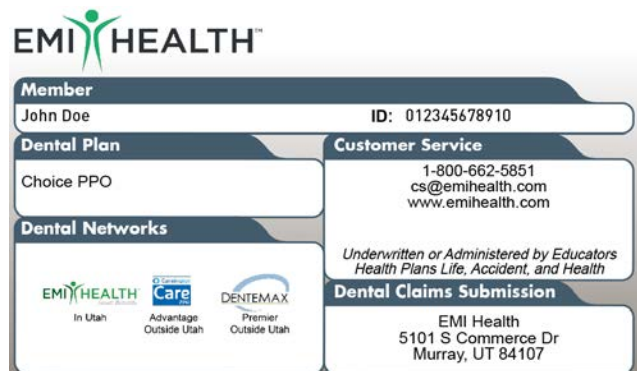 EMI HEALTH™
Member
John Doe ID: 012345678910
Dental Plan
Choice PPO
Customer Service
1-800-662-5851
cs@emihealth.com
www.emihealth.com
Underwritten or Administered by Educators
Health Plans Life, Accident, and Health
Dental Networks
EMI HEALTH
In Utah
Care
Advantage
Outside Utah
DENTEMAX
Premier
Outside Utah
Dental Claims Submission
EMI Health
5101 S Commerce Dr
Murray, UT 84107